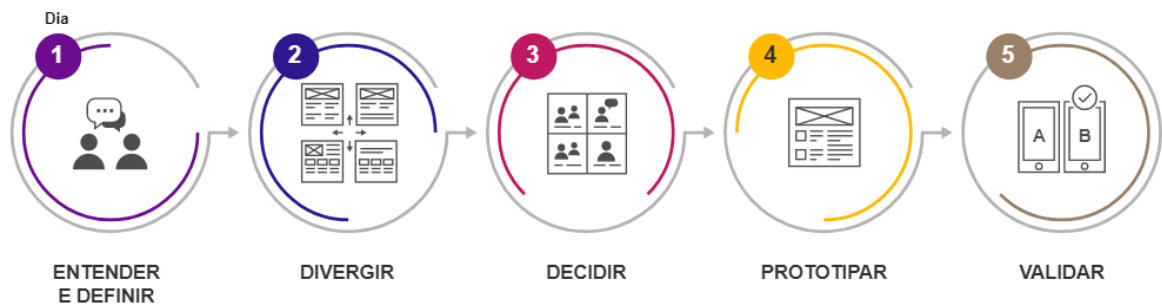 Dia
1
2
3
4
5
A
B
ENTENDER
E DEFINIR
DIVERGIR
DECIDIR
PROTOTIPAR
VALIDAR